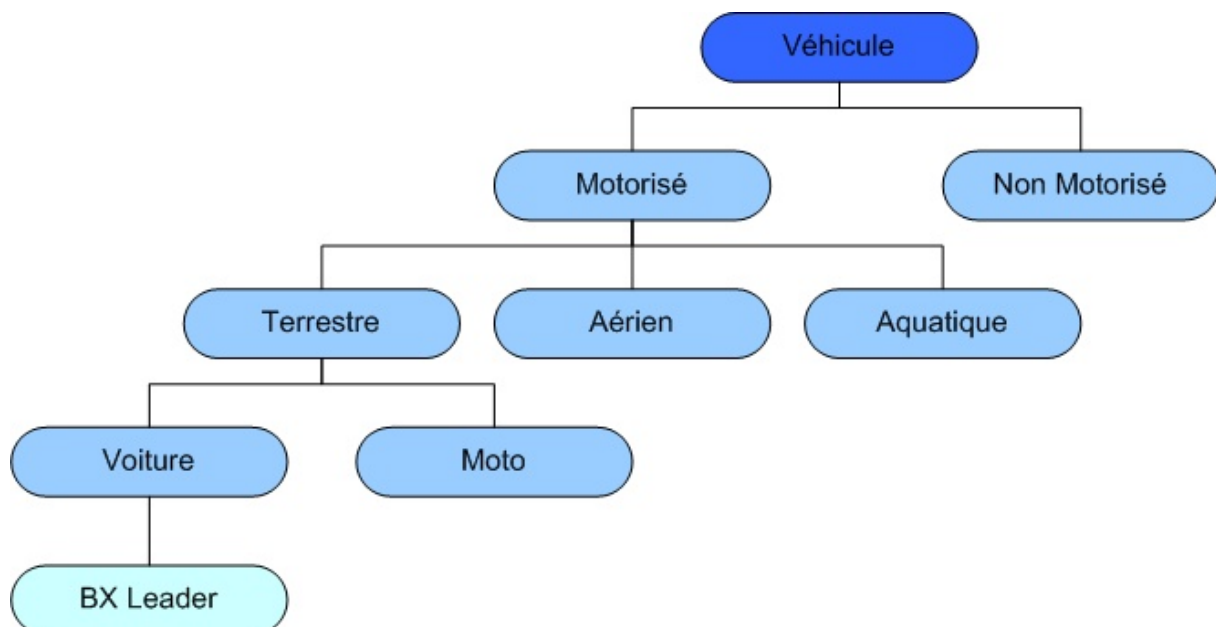 Véhicule
Motorisé
Non Motorisé
Terrestre
Aérien
Aquatique
Voiture
Moto
BX Leader